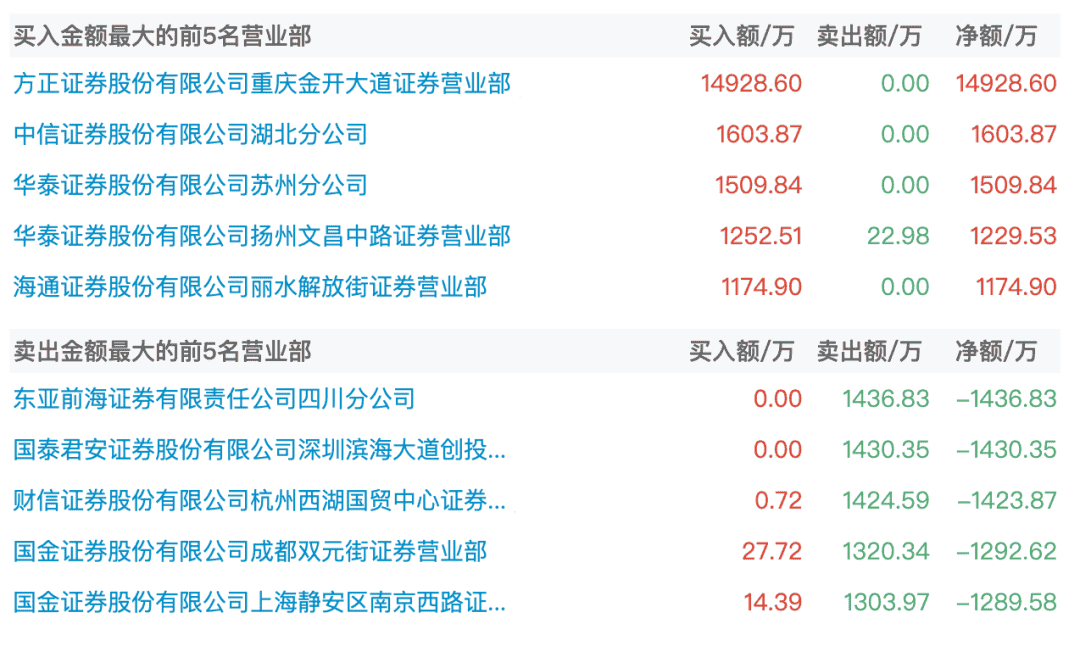 买入金额最大的前5名营业部 买入额/万 卖出额/万 净额/万
方正证券股份有限公司重庆金开大道证券营业部 14928.60 0.00 14928.60
中信证券股份有限公司湖北分公司 1603.87 0.00 1603.87
华泰证券股份有限公司苏州分公司 1509.84 0.00 1509.84
华泰证券股份有限公司扬州文昌中路证券营业部 1252.51 22.98 1229.53
海通证券股份有限公司丽水解放街证券营业部 1174.90 0.00 1174.90
卖出金额最大的前5名营业部 买入额/万 卖出额/万 净额/万
东亚前海证券有限责任公司四川分公司 0.00 1436.83 –1436.83
国泰君安证券股份有限公司深圳滨海大道创投... 0.00 1430.35 –1430.35
财信证券股份有限公司杭州西湖国贸中心证券... 0.72 1424.59 –1423.87
国金证券股份有限公司成都双元街证券营业部 27.72 1320.34 –1292.62
国金证券股份有限公司上海静安区南京西路证... 14.39 1303.97 –1289.58